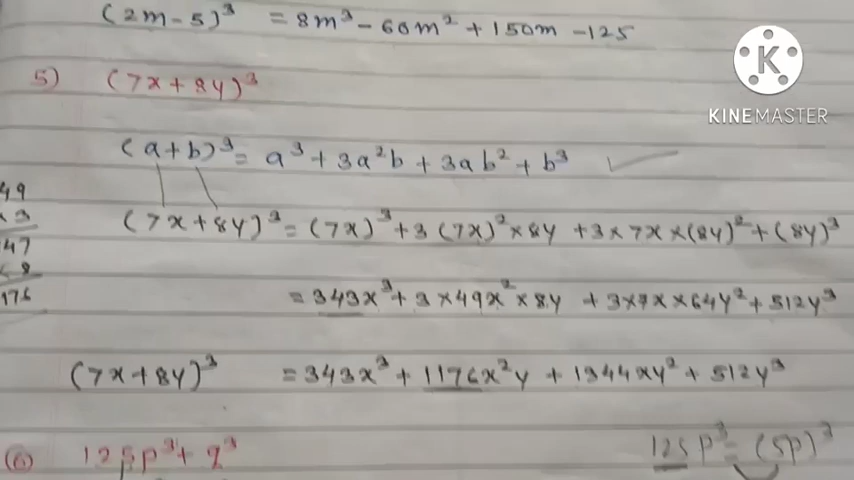 (2m-5)³ = 8m³ - 60m² + 150m - 125
K
KINEMASTER
5) (7x+8y)³
(a+b)³ = a³ + 3a²b + 3ab² + b³
49
x 3
147
x 8
1176
(7x+8y)³ = (7x)³ + 3(7x)² × 8y + 3 × 7x × (8y)² + (8y)³
= 343x³ + 3 × 49x² × 8y + 3×7x × 64y² + 512y³
(7x+8y)³ = 343x³ + 1176x²y + 1344xy² + 512y³
(6) 125p³ + q³
125p³ = (5p)³